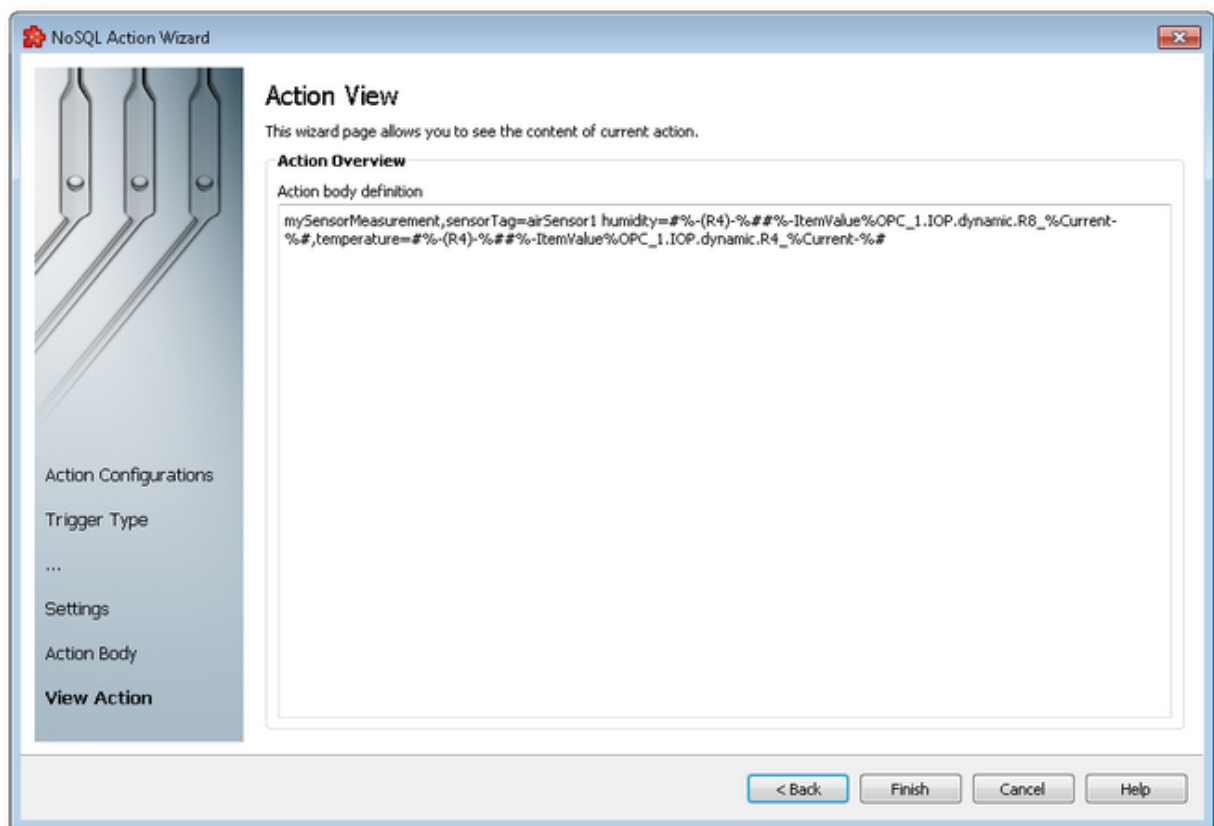 NoSQL Action Wizard
Action View
This wizard page allows you to see the content of current action.
Action Overview
Action body definition
mySensorMeasurement,sensorTag=airSensor1 humidity=#%-(R4)-%##%-ItemValue%OPC_1.IOP.dynamic.R8_%Current-
%#,temperature=#%-(R4)-%##%-ItemValue%OPC_1.IOP.dynamic.R4_%Current-%#
Action Configurations
Trigger Type
...
Settings
Action Body
View Action
< Back
Finish
Cancel
Help